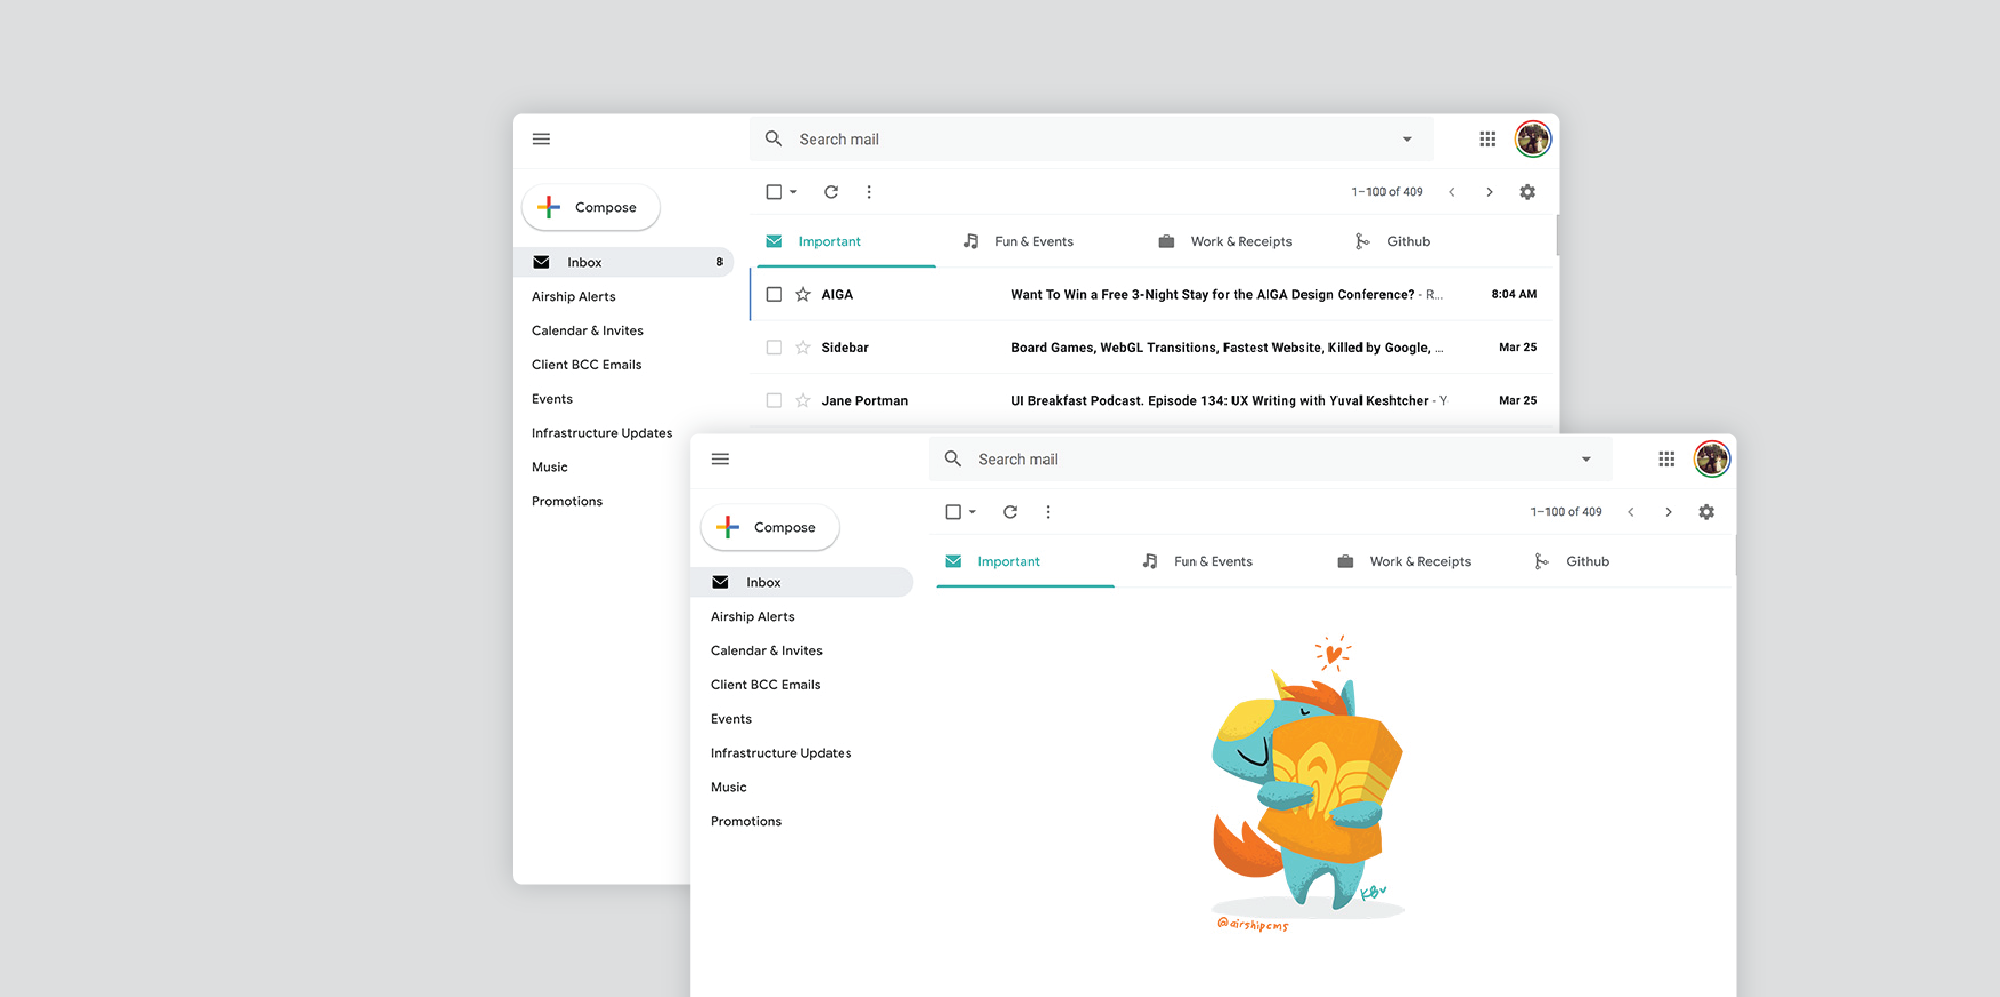 Search mail
Compose
1–100 of 409
Important
Fun & Events
Work & Receipts
Github
Inbox 8
Airship Alerts
Calendar & Invites
Client BCC Emails
Events
Infrastructure Updates
Music
Promotions
AIGA Want To Win a Free 3-Night Stay for the AIGA Design Conference? - R... 8:04 AM
Sidebar Board Games, WebGL Transitions, Fastest Website, Killed by Google, ... Mar 25
Jane Portman UI Breakfast Podcast. Episode 134: UX Writing with Yuval Keshtcher - Y Mar 25
Search mail
Compose
1–100 of 409
Important
Fun & Events
Work & Receipts
Github
Inbox
Airship Alerts
Calendar & Invites
Client BCC Emails
Events
Infrastructure Updates
Music
Promotions
@airshipcms